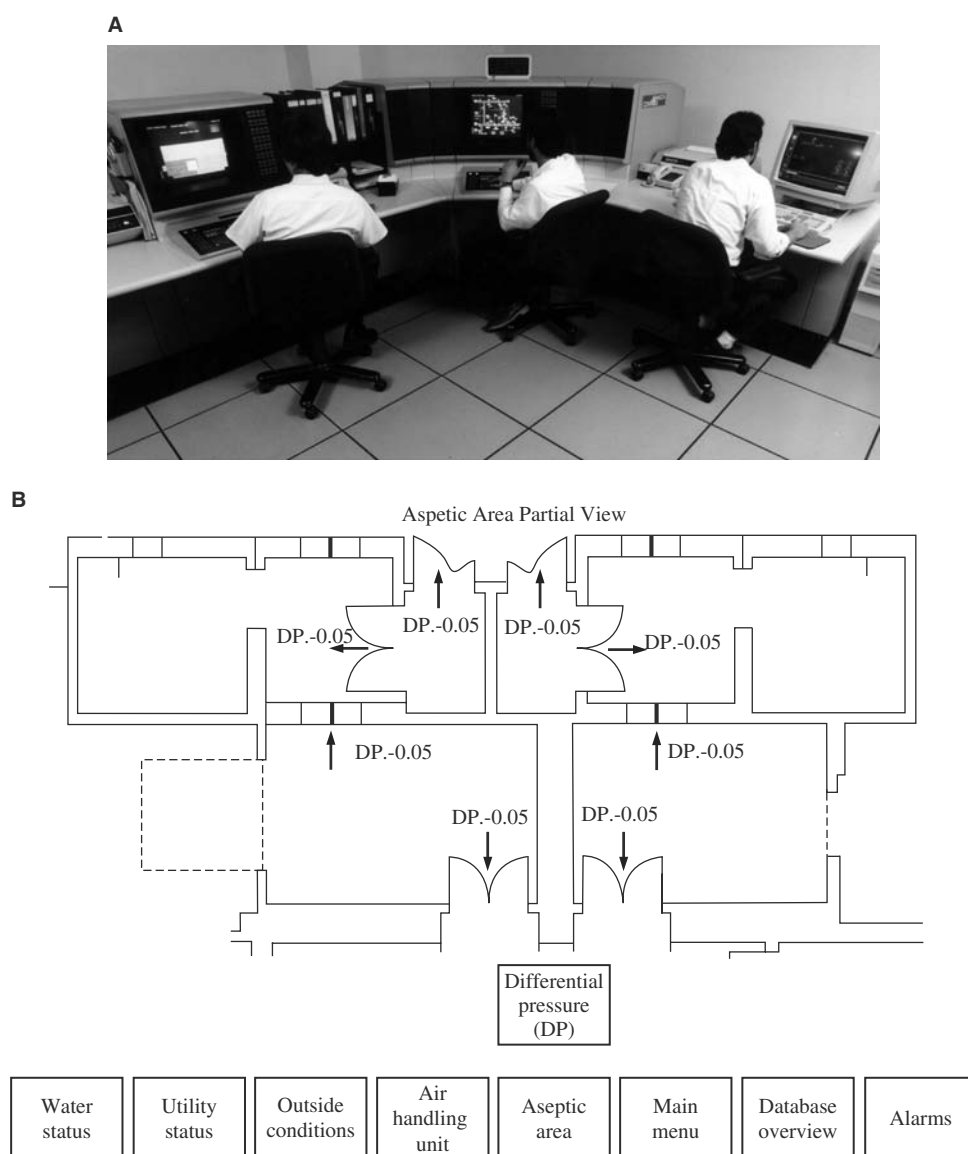 A
B
Aspetic Area Partial View
DP.-0.05
DP.-0.05
DP.-0.05
DP.-0.05
DP.-0.05
DP.-0.05
DP.-0.05
DP.-0.05
Differential
pressure
(DP)
Water
status
Utility
status
Outside
conditions
Air
handling
unit
Aseptic
area
Main
menu
Database
overview
Alarms